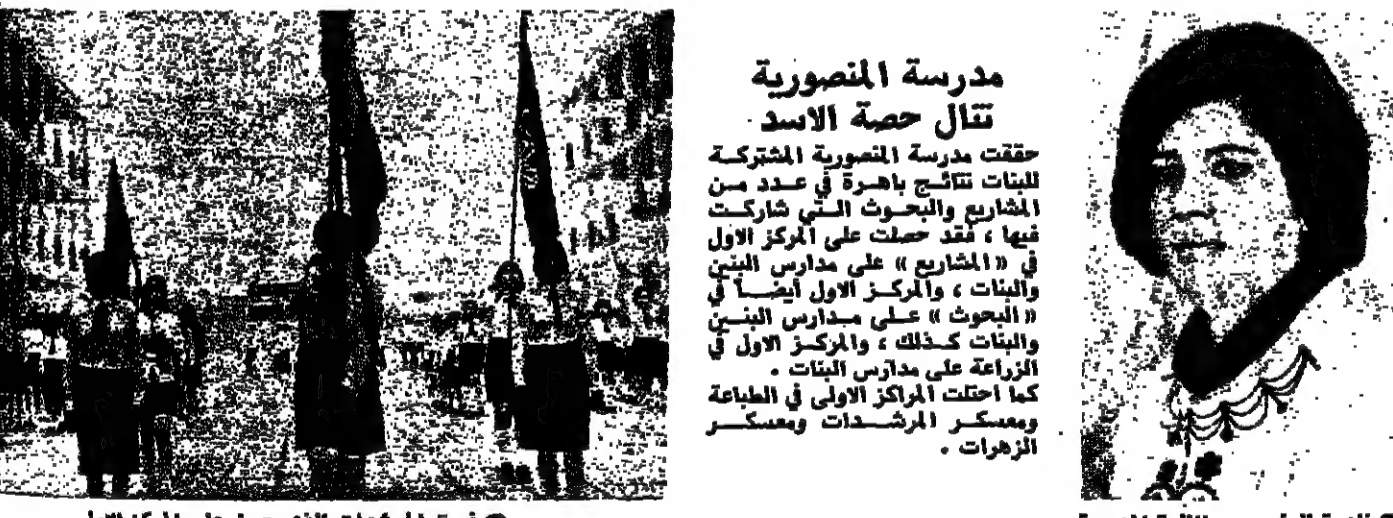 مدرسة المنصورية
تنال حصة الاسد
حققت مدرسة المنصورية المشتركة
للبنات نتائج باهرة في عدد من
المشاريع والبحوث التي شاركت
فيها ، فقد حصلت على المركز الاول
في « المشاريع » على مدارس البنين
والبنات ، والمركز الاول أيضاً في
« البحوث » على مدارس البنين
والبنات كذلك ، والمركز الاول في
الزراعة على مدارس البنات .
كما احتلت المراكز الاولى في الطباعة
ومعسكر المرشدات ومعسكر
الزهرات .